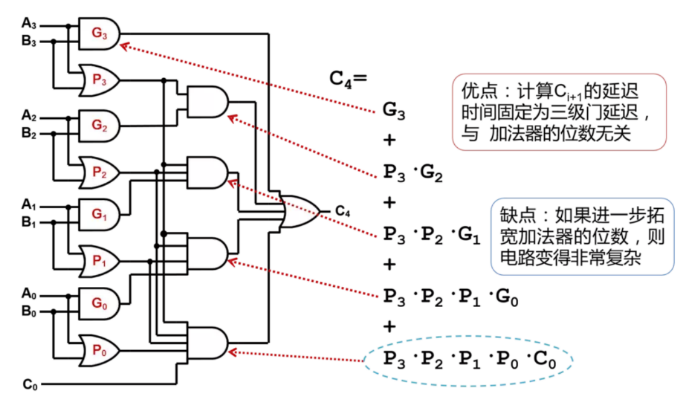 A₃
B₃
G₃
P₃
A₂
B₂
G₂
P₂
A₁
B₁
G₁
P₁
A₀
B₀
G₀
P₀
C₀
C₄
C₄=
G₃
+
P₃·G₂
+
P₃·P₂·G₁
+
P₃·P₂·P₁·G₀
+
P₃·P₂·P₁·P₀·C₀
优点：计算Cᵢ₊₁的延迟
时间固定为三级门延迟，
与 加法器的位数无关
缺点：如果进一步拓
宽加法器的位数，则
电路变得非常复杂